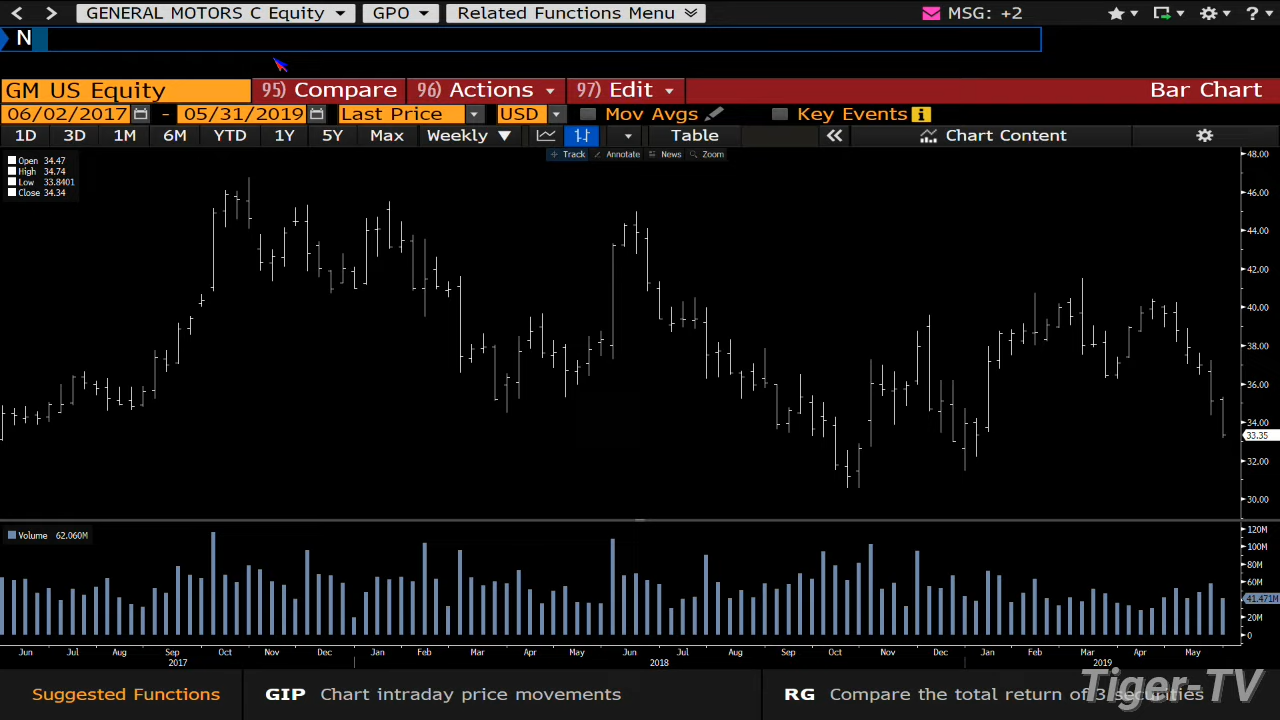 GENERAL MOTORS C Equity GPO Related Functions Menu MSG: +2 ?
N
GM US Equity 95) Compare 96) Actions 97) Edit Bar Chart
06/02/2017 - 05/31/2019 Last Price USD Mov Avgs Key Events i
1D 3D 1M 6M YTD 1Y 5Y Max Weekly Table Chart Content
Track Annotate News Zoom
Open 34.47
High 34.74
Low 33.8401
Close 34.34
48.00
46.00
44.00
42.00
40.00
38.00
36.00
34.00
33.35
32.00
30.00
Volume 62.060M
120M
100M
80M
60M
41.471M
20M
0
Jun Jul Aug Sep Oct Nov Dec Jan Feb Mar Apr May Jun Jul Aug Sep Oct Nov Dec Jan Feb Mar Apr May
2017 2018 2019
Suggested Functions GIP Chart intraday price movements RG Compare the total return of 3 securities
Tiger-TV